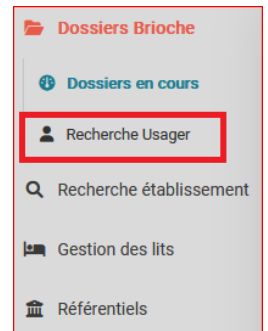 Dossiers Brioche
Dossiers en cours
Recherche Usager
Recherche établissement
Gestion des lits
Référentiels